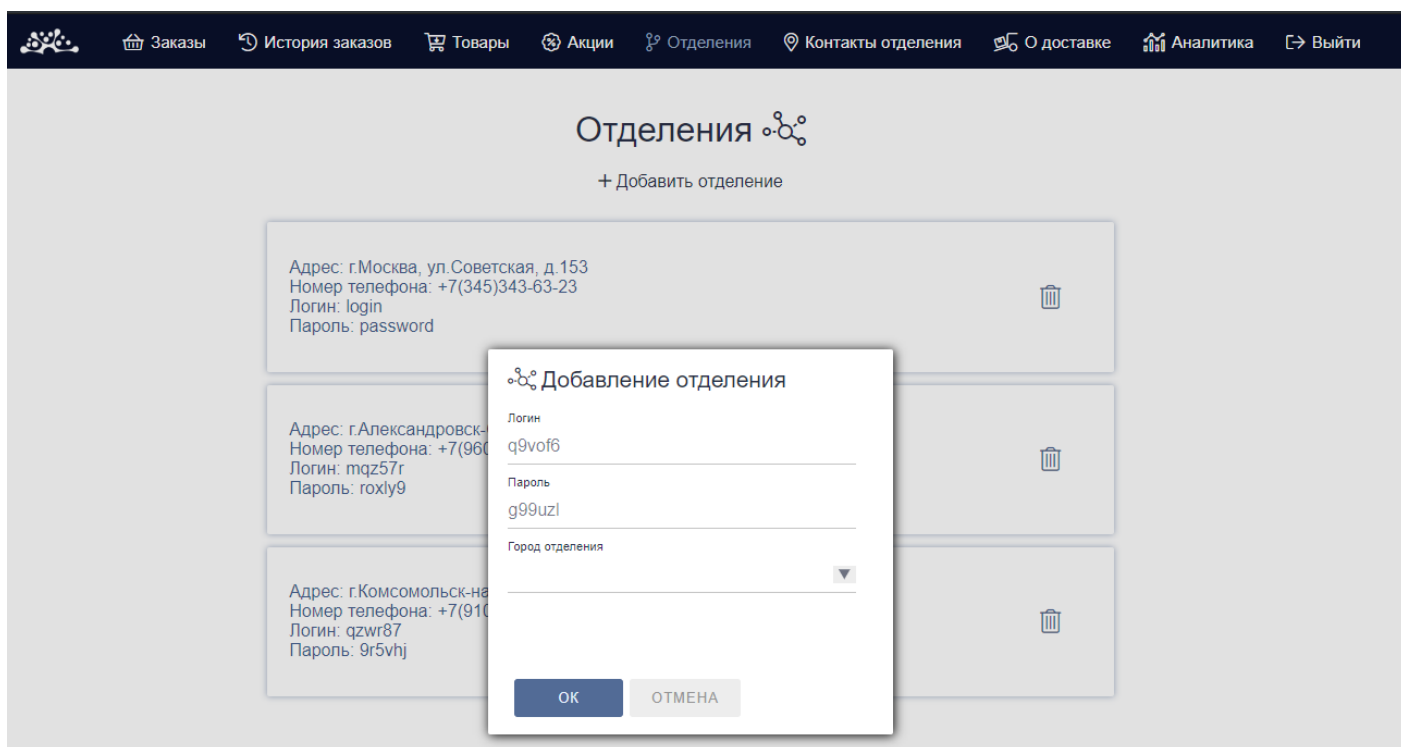 Заказы История заказов Товары Акции Отделения Контакты отделения О доставке Аналитика Выйти
Отделения
+ Добавить отделение
Адрес: г.Москва, ул.Советская, д.153
Номер телефона: +7(345)343-63-23
Логин: login
Пароль: password
Адрес: г.Александровск-
Номер телефона: +7(960
Логин: mqz57r
Пароль: roxly9
Адрес: г.Комсомольск-на
Номер телефона: +7(910
Логин: qzwr87
Пароль: 9r5vhj
Добавление отделения
Логин
q9vof6
Пароль
g99uzl
Город отделения
ОК ОТМЕНА